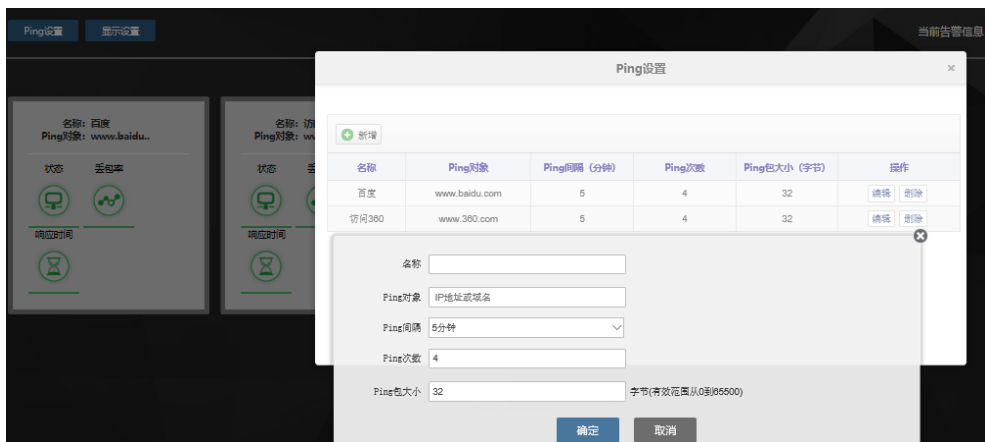 Ping设置 显示设置 当前告警信息
Ping设置
名称：百度
Ping对象：www.baidu..
状态 丢包率
响应时间
名称：访
Ping对象：ww
状态
响应时间
新增
名称 Ping对象 Ping间隔（分钟） Ping次数 Ping包大小（字节） 操作
百度 www.baidu.com 5 4 32 编辑 删除
访问360 www.360.com 5 4 32 编辑 删除
名称
Ping对象 IP地址或域名
Ping间隔 5分钟
Ping次数 4
Ping包大小 32 字节(有效范围从0到65500)
确定 取消